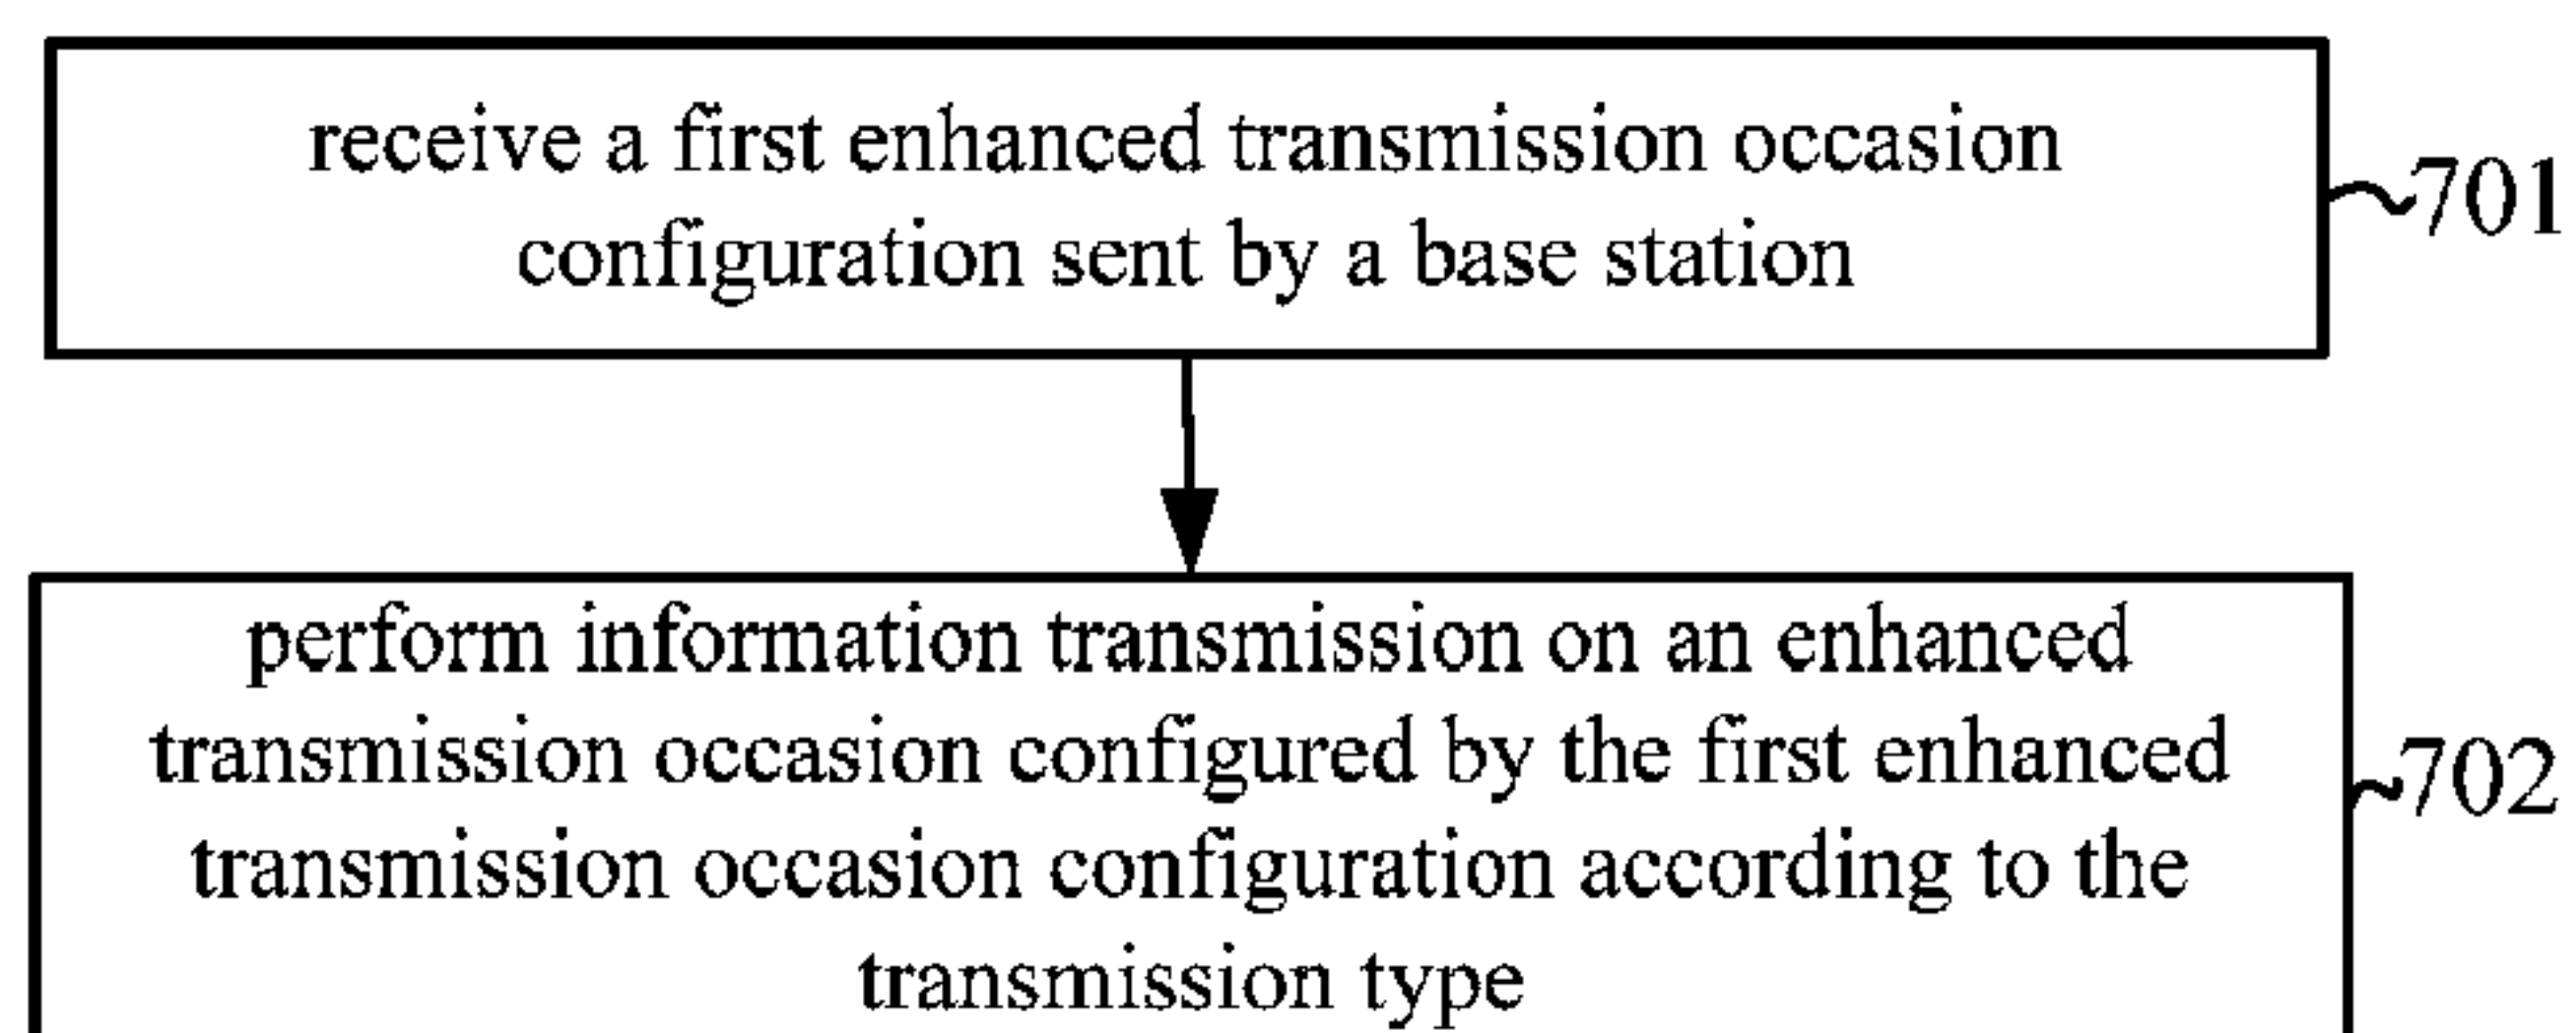 receive a first enhanced transmission occasion
configuration sent by a base station
701
perform information transmission on an enhanced
transmission occasion configured by the first enhanced
transmission occasion configuration according to the
transmission type
702